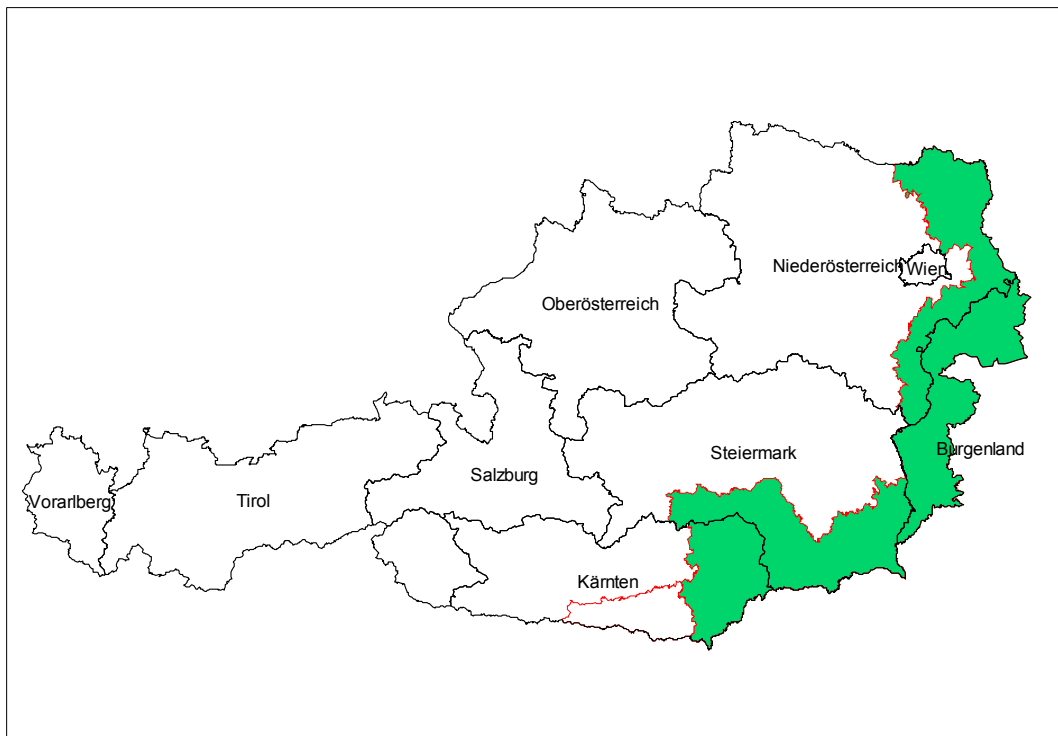 Niederösterreich
Wien
Oberösterreich
Steiermark
Burgenland
Salzburg
Vorarlberg
Tirol
Kärnten